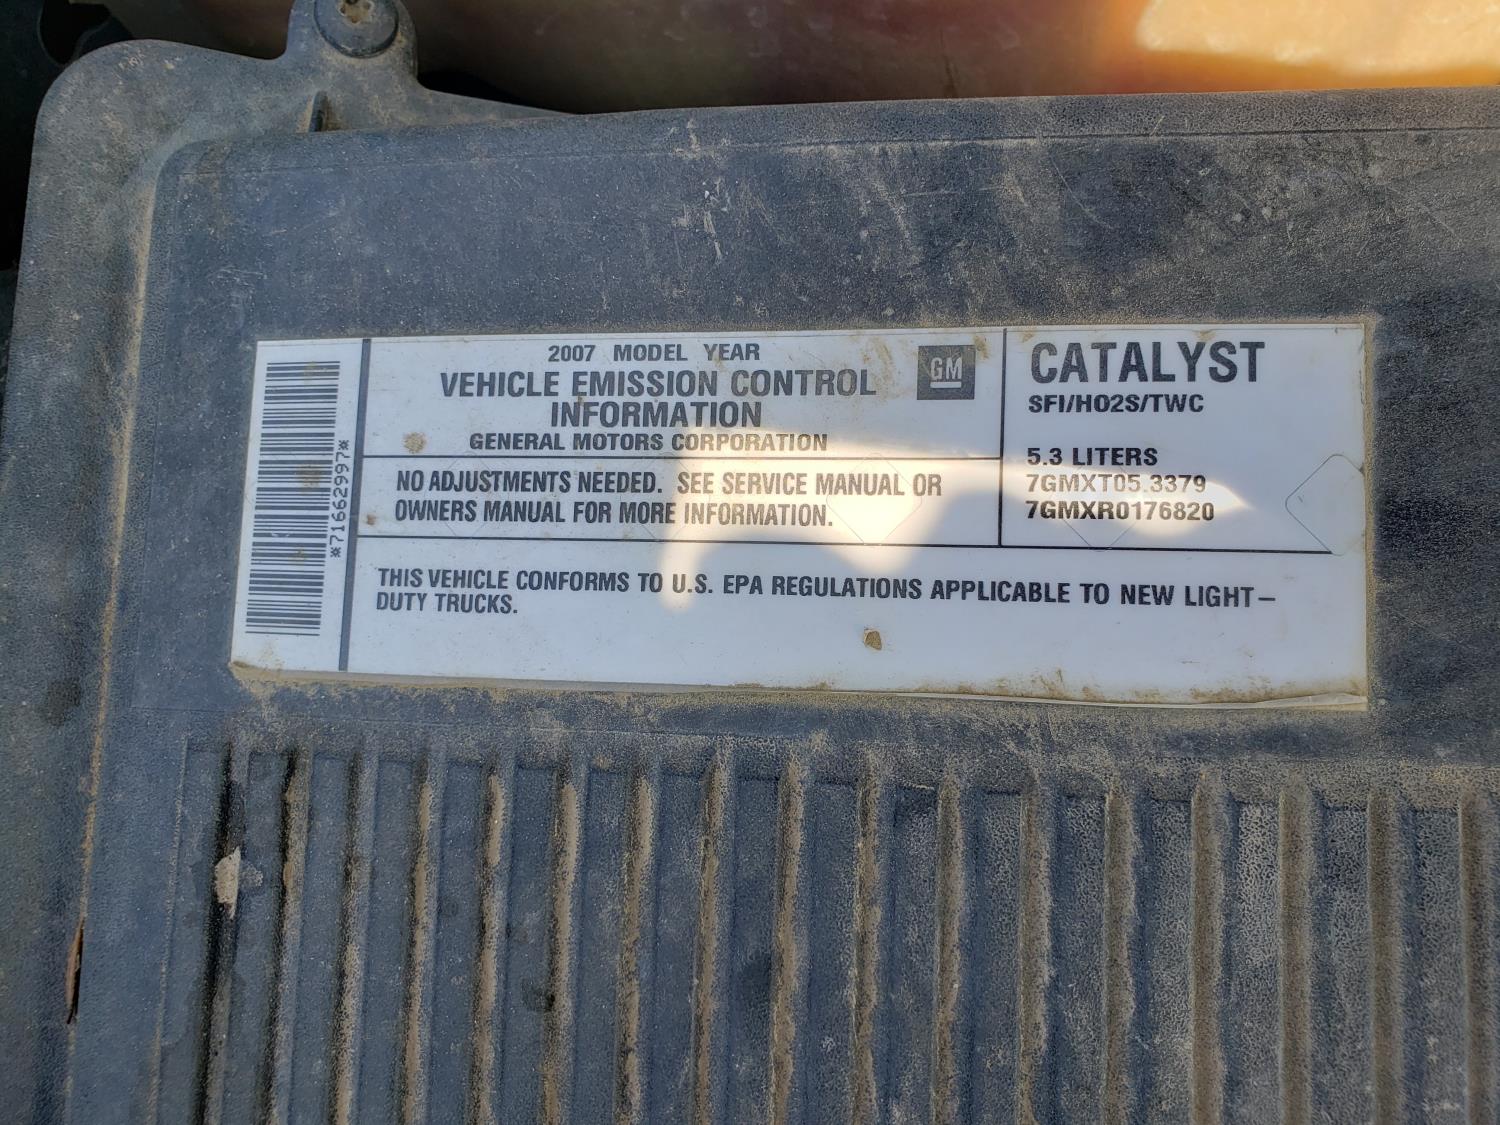 *71662997*
2007 MODEL YEAR
VEHICLE EMISSION CONTROL
INFORMATION
GENERAL MOTORS CORPORATION
GM
NO ADJUSTMENTS NEEDED. SEE SERVICE MANUAL OR
OWNERS MANUAL FOR MORE INFORMATION.
CATALYST
SFI/HO2S/TWC
5.3 LITERS
7GMXT05.3379
7GMXR0176820
THIS VEHICLE CONFORMS TO U.S. EPA REGULATIONS APPLICABLE TO NEW LIGHT-
DUTY TRUCKS.